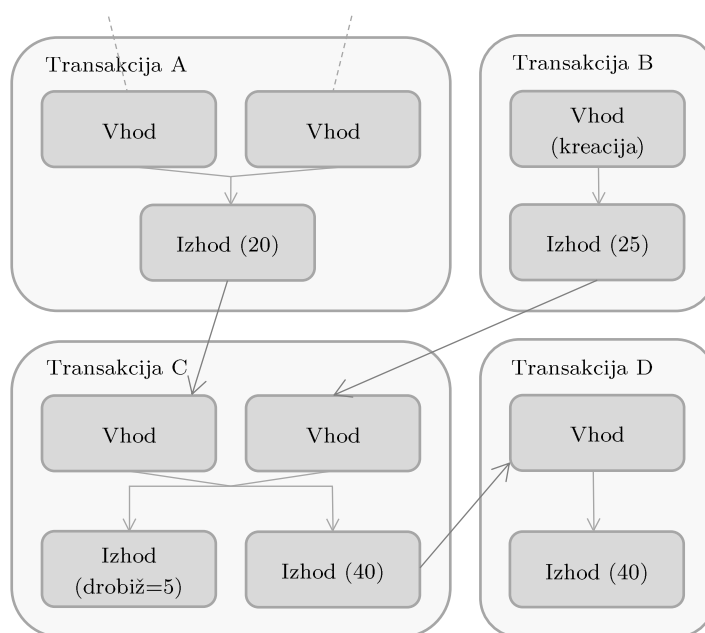 Transakcija A
Vhod
Vhod
Izhod (20)
Transakcija B
Vhod
(kreacija)
Izhod (25)
Transakcija C
Vhod
Vhod
Izhod
(drobiž=5)
Izhod (40)
Transakcija D
Vhod
Izhod (40)